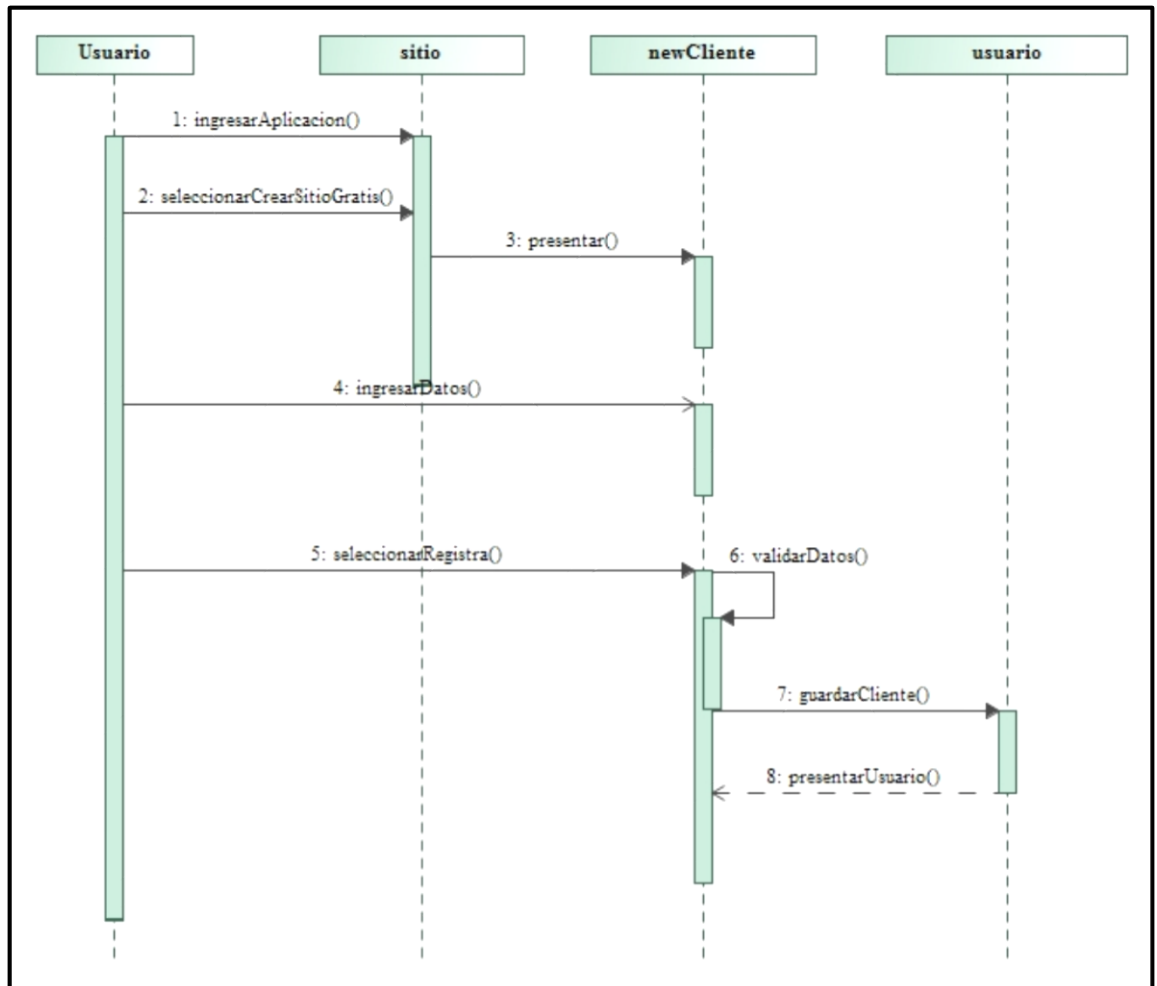 Usuario
sitio
newCliente
usuario
1: ingresarAplicacion()
2: seleccionarCrearSitioGratis()
3: presentar()
4: ingresarDatos()
5: seleccionarRegistra()
6: validarDatos()
7: guardarCliente()
8: presentarUsuario()